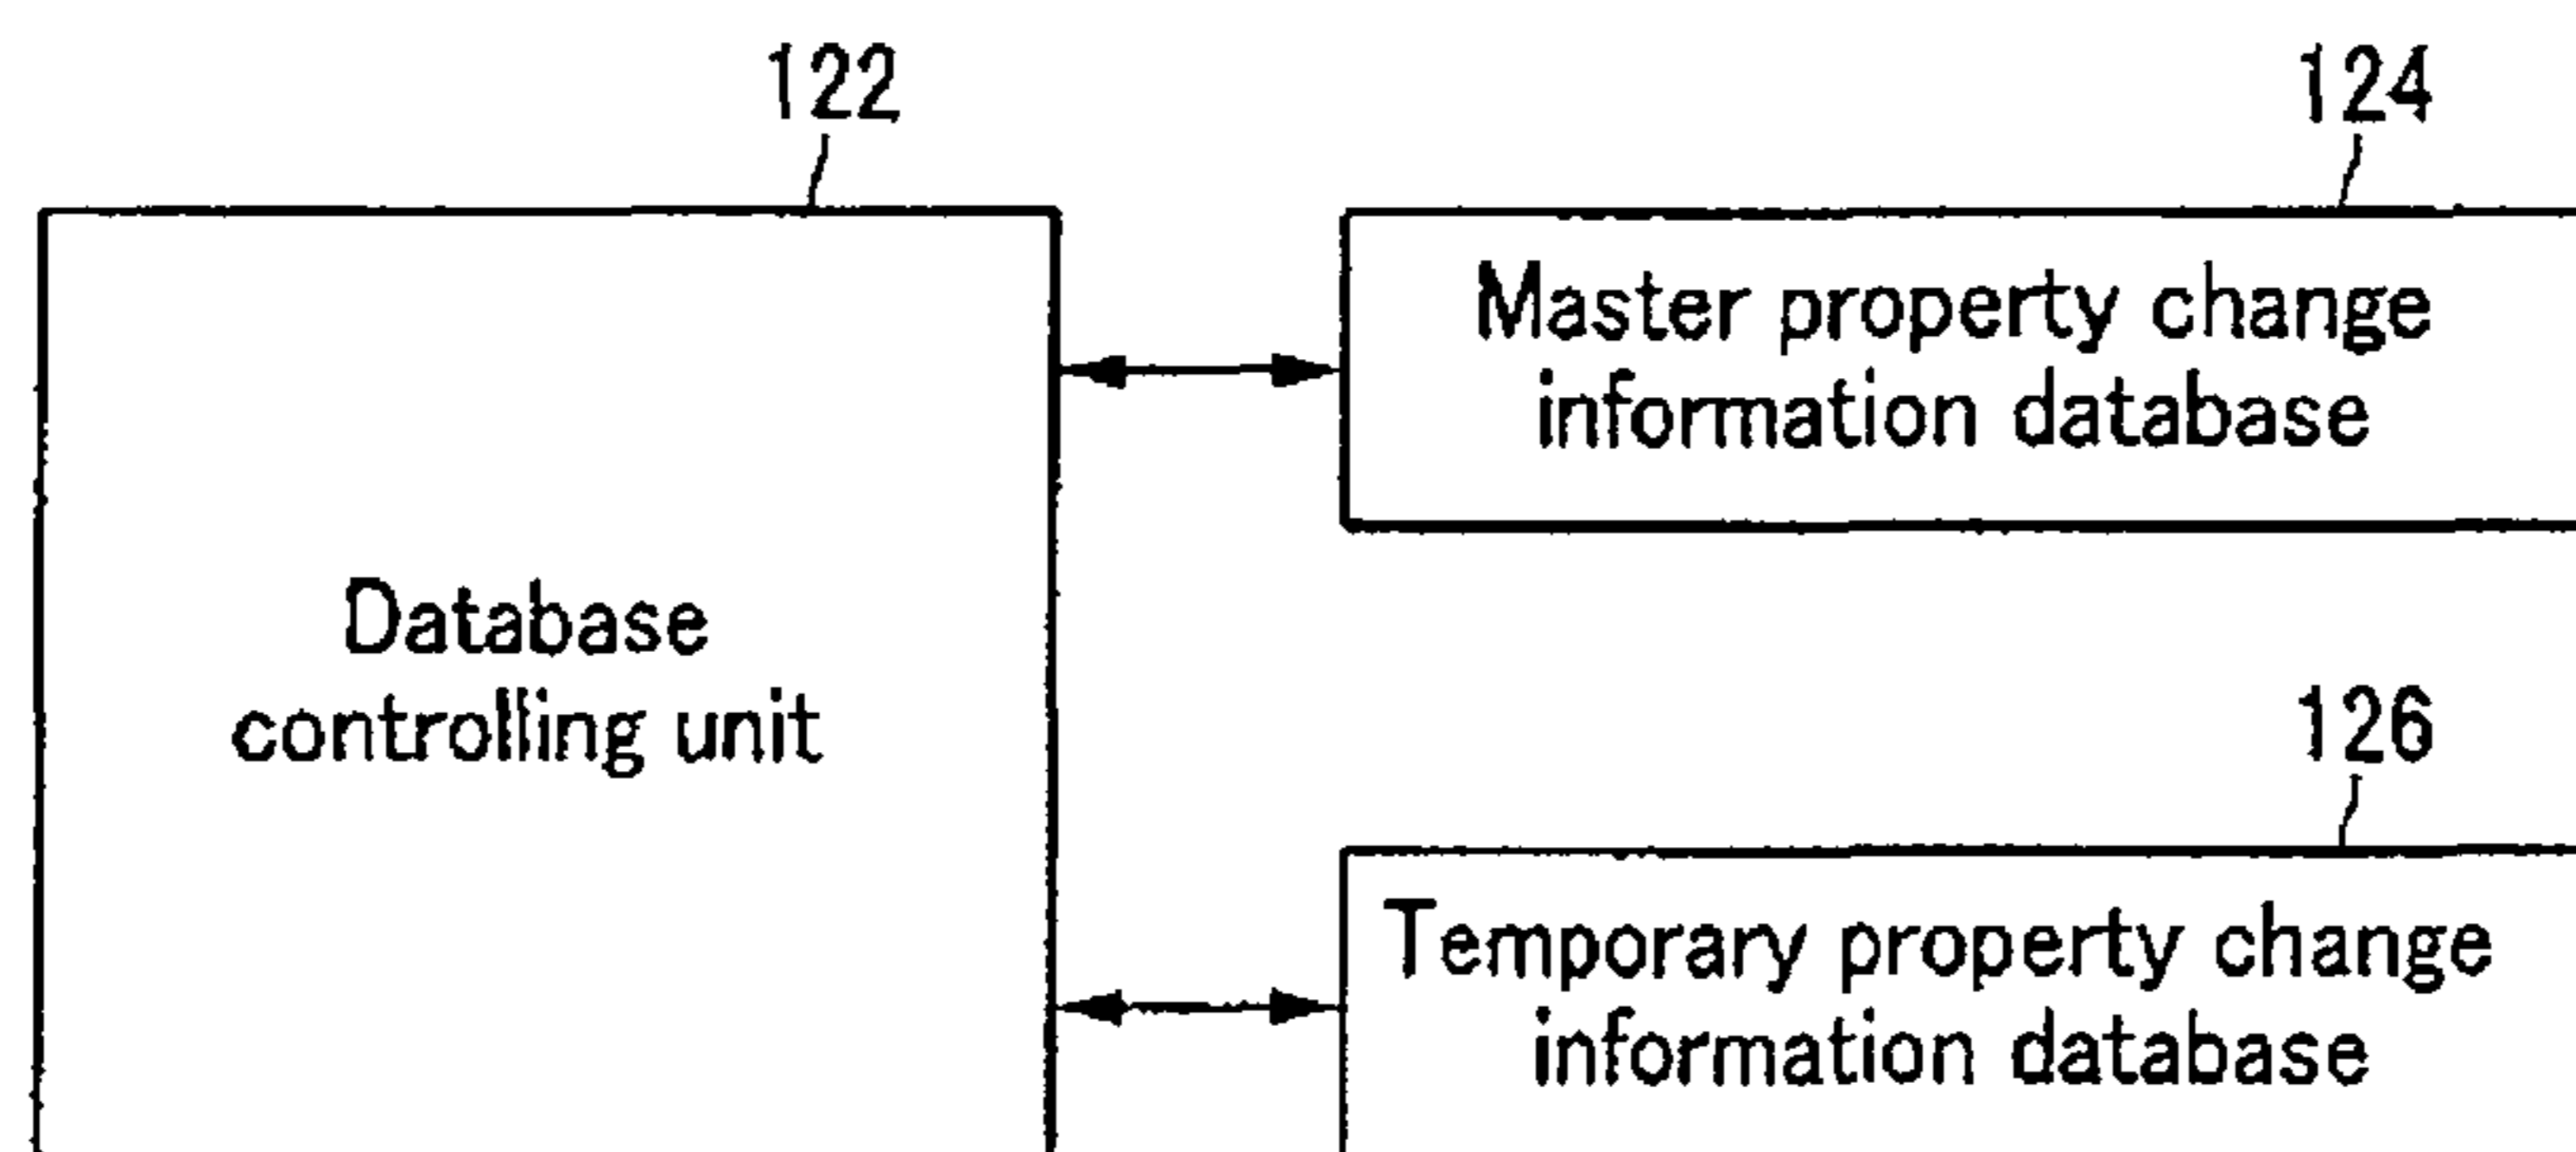 122
124
Master property change
information database
Database
controlling unit
126
Temporary property change
information database